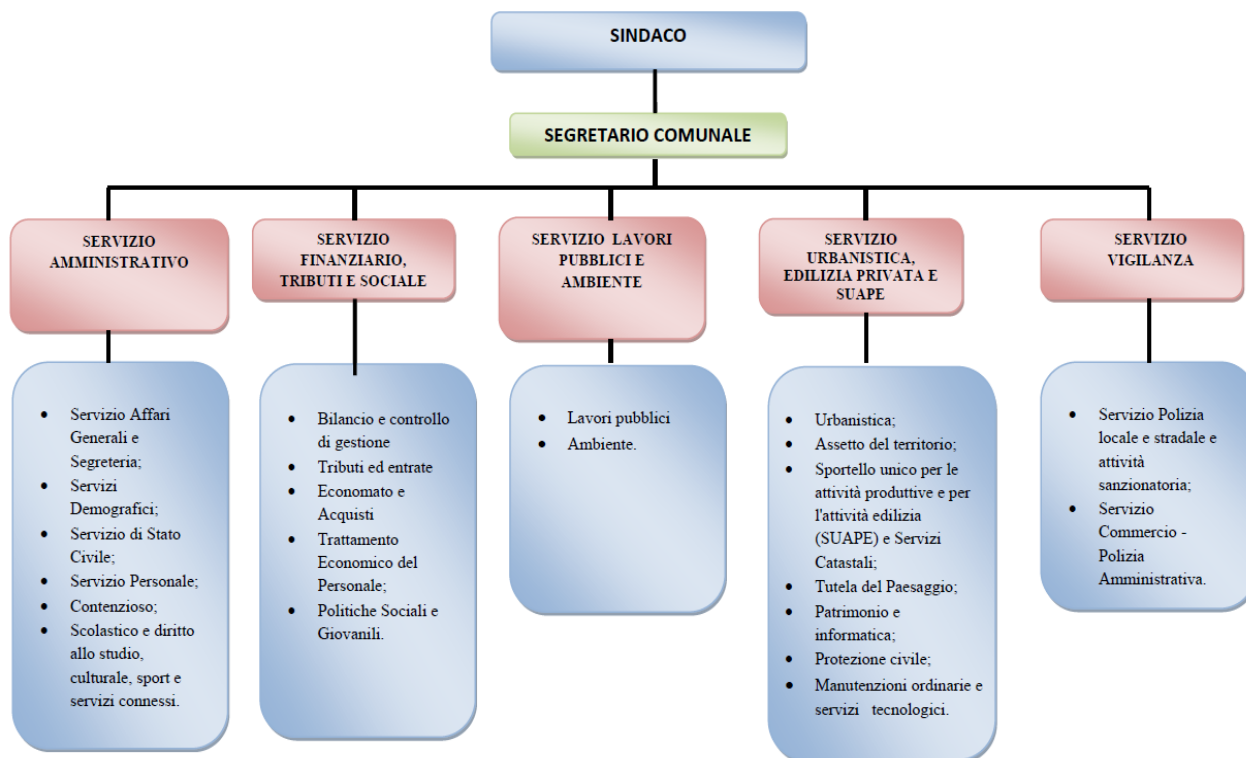 SINDACO
SEGRETARIO COMUNALE
SERVIZIO
AMMINISTRATIVO
SERVIZIO
FINANZIARIO,
TRIBUTI E SOCIALE
SERVIZIO LAVORI
PUBBLICI E
AMBIENTE
SERVIZIO
URBANISTICA,
EDILIZIA PRIVATA E
SUAPE
SERVIZIO
VIGILANZA
• Servizio Affari
Generali e
Segreteria;
• Servizi
Demografici;
• Servizio di Stato
Civile;
• Servizio Personale;
• Contenzioso;
• Scolastico e diritto
allo studio,
culturale, sport e
servizi connessi.
• Bilancio e controllo
di gestione
• Tributi ed entrate
• Economato e
Acquisti
• Trattamento
Economico del
Personale;
• Politiche Sociali e
Giovanili.
• Lavori pubblici
• Ambiente.
• Urbanistica;
• Assetto del territorio;
• Sportello unico per le
attività produttive e per
l'attività edilizia
(SUAPE) e Servizi
Catastali;
• Tutela del Paesaggio;
• Patrimonio e
informatica;
• Protezione civile;
• Manutenzioni ordinarie e
servizi tecnologici.
• Servizio Polizia
locale e stradale e
attività
sanzionatoria;
• Servizio
Commercio -
Polizia
Amministrativa.